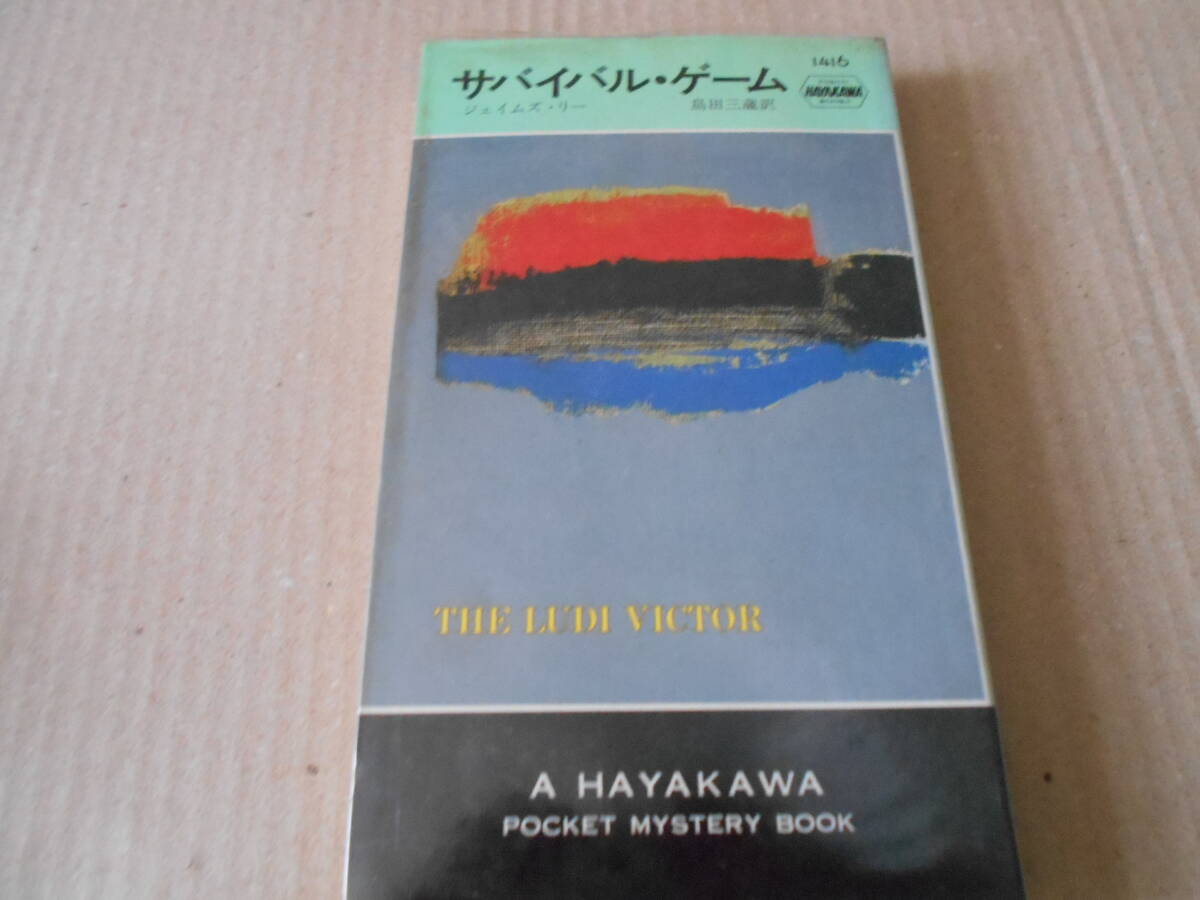 サバイバル・ゲーム
ジェイムズ・リー 島田三蔵訳
1416
HAYAKAWA
THE LUDI VICTOR
A HAYAKAWA
POCKET MYSTERY BOOK